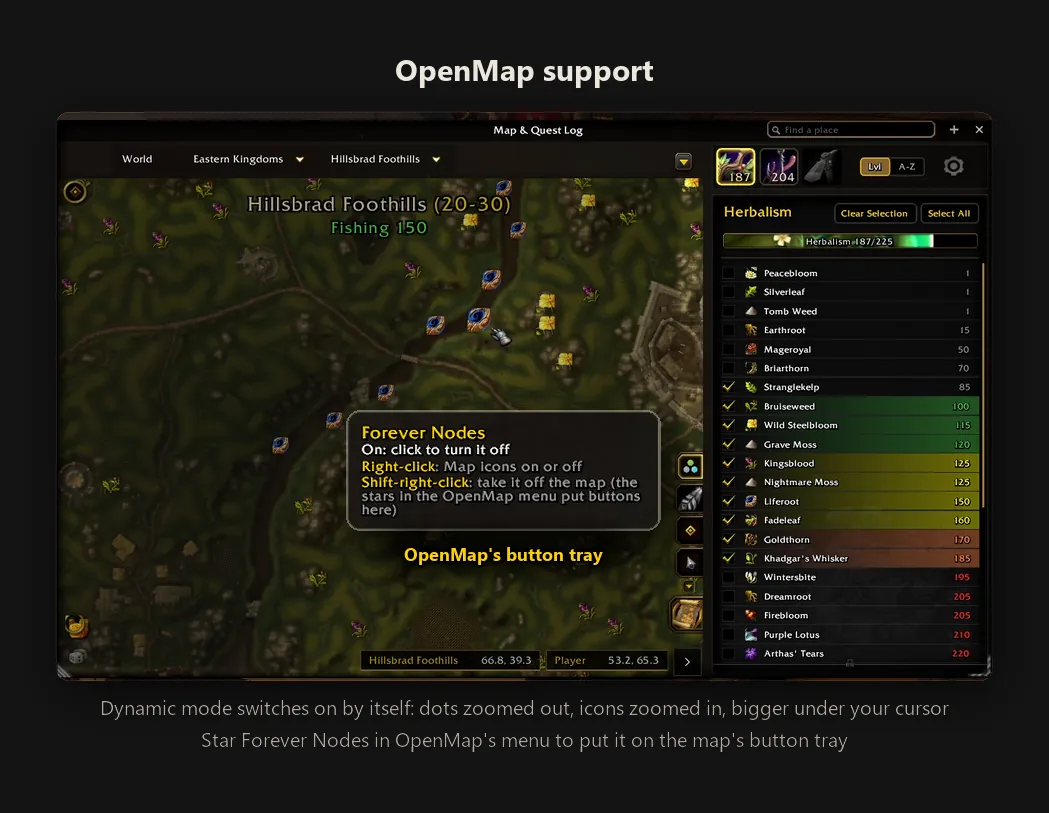 OpenMap support
Map & Quest Log
Find a place
World
Eastern Kingdoms
Hillsbrad Foothills
187
204
Lvl
A-Z
Hillsbrad Foothills (20-30)
Fishing 150
Herbalism
Clear Selection
Select All
Herbalism 187/225
Peacebloom 1
Silverleaf 1
Tomb Weed 1
Earthroot 15
Mageroyal 50
Briarthorn 70
Stranglekelp 85
Bruiseweed 100
Wild Steelbloom 115
Grave Moss 120
Kingsblood 125
Nightmare Moss 125
Liferoot 150
Fadeleaf 160
Goldthorn 170
Khadgar's Whisker 185
Wintersbite 195
Dreamroot 205
Firebloom 205
Purple Lotus 210
Arthas' Tears 220
Forever Nodes
On: click to turn it off
Right-click: Map icons on or off
Shift-right-click: take it off the map (the
stars in the OpenMap menu put buttons
here)
OpenMap's button tray
Hillsbrad Foothills 66.8, 39.3
Player 53.2, 65.3
Dynamic mode switches on by itself: dots zoomed out, icons zoomed in, bigger under your cursor
Star Forever Nodes in OpenMap's menu to put it on the map's button tray